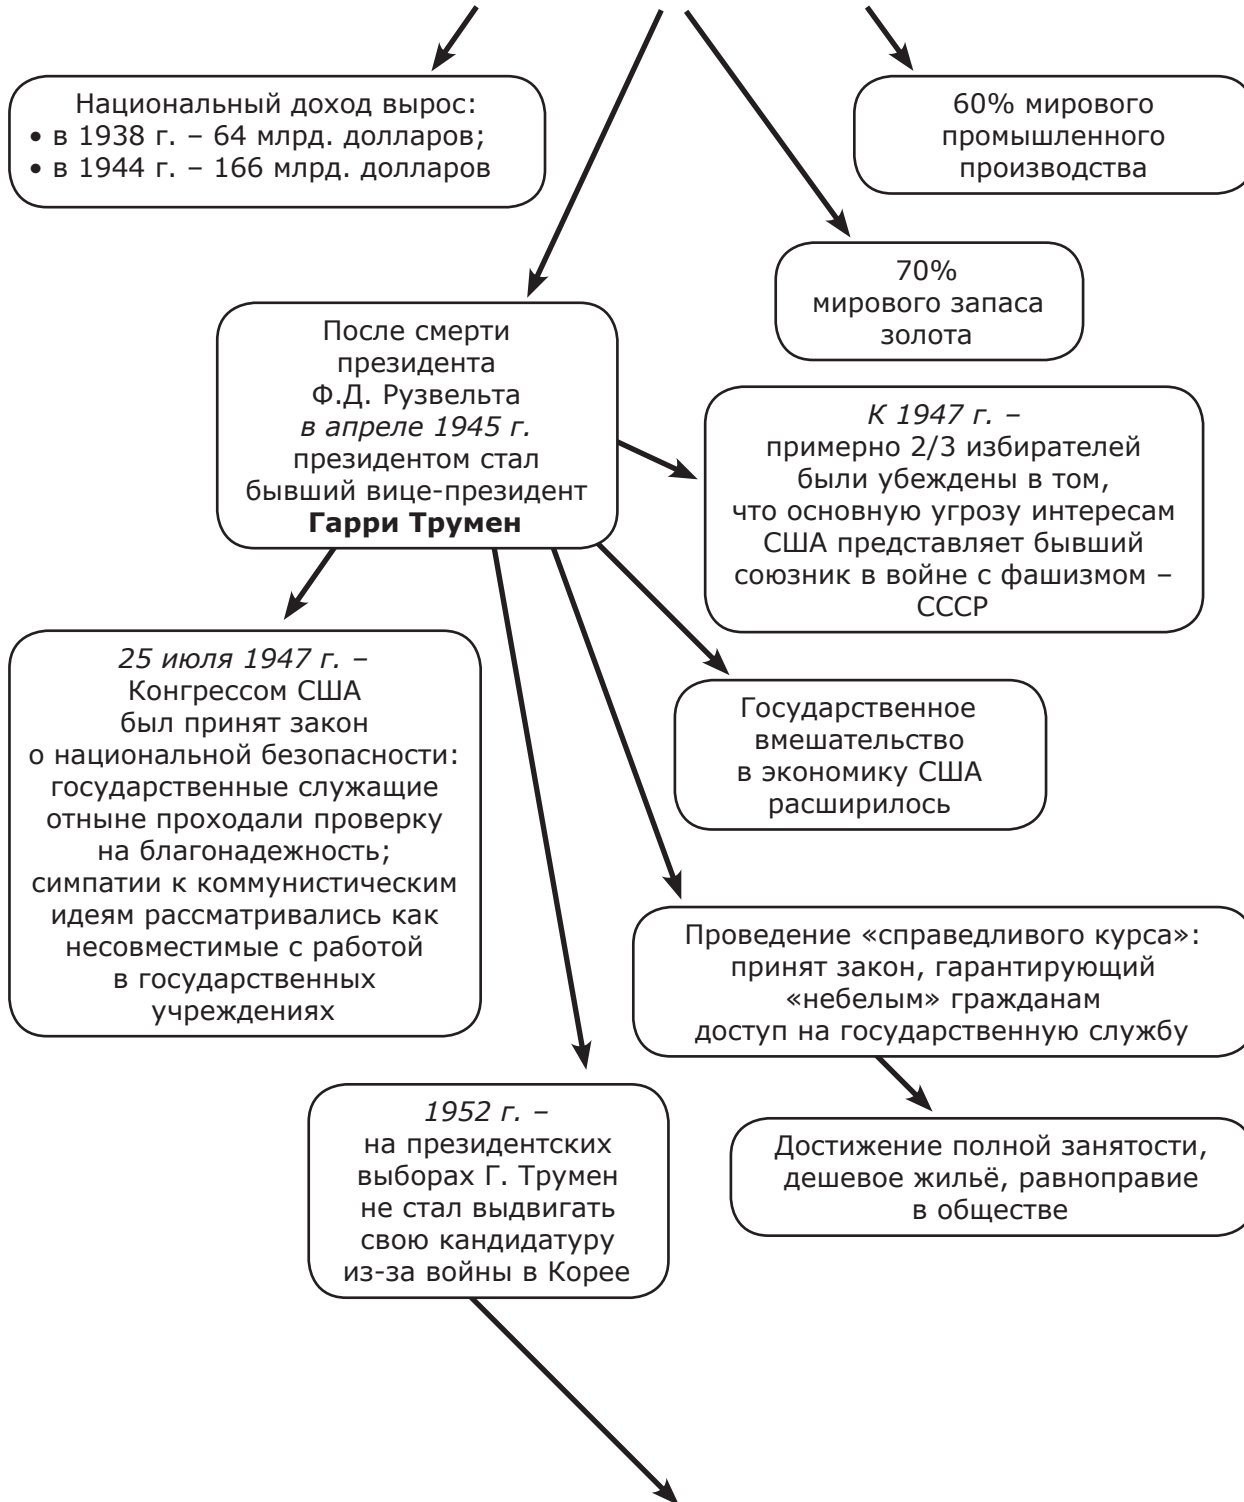 Национальный доход вырос:
• в 1938 г. – 64 млрд. долларов;
• в 1944 г. – 166 млрд. долларов
60% мирового
промышленного
производства
70%
мирового запаса
золота
После смерти
президента
Ф.Д. Рузвельта
в апреле 1945 г.
президентом стал
бывший вице-президент
Гарри Трумен
К 1947 г. –
примерно 2/3 избирателей
были убеждены в том,
что основную угрозу интересам
США представляет бывший
союзник в войне с фашизмом –
СССР
25 июля 1947 г. –
Конгрессом США
был принят закон
о национальной безопасности:
государственные служащие
отныне проходали проверку
на благонадежность;
симпатии к коммунистическим
идеям рассматривались как
несовместимые с работой
в государственных
учреждениях
Государственное
вмешательство
в экономику США
расширилось
Проведение «справедливого курса»:
принят закон, гарантирующий
«небелым» гражданам
доступ на государственную службу
1952 г. –
на президентских
выборах Г. Трумен
не стал выдвигать
свою кандидатуру
из-за войны в Корее
Достижение полной занятости,
дешевое жильё, равноправие
в обществе